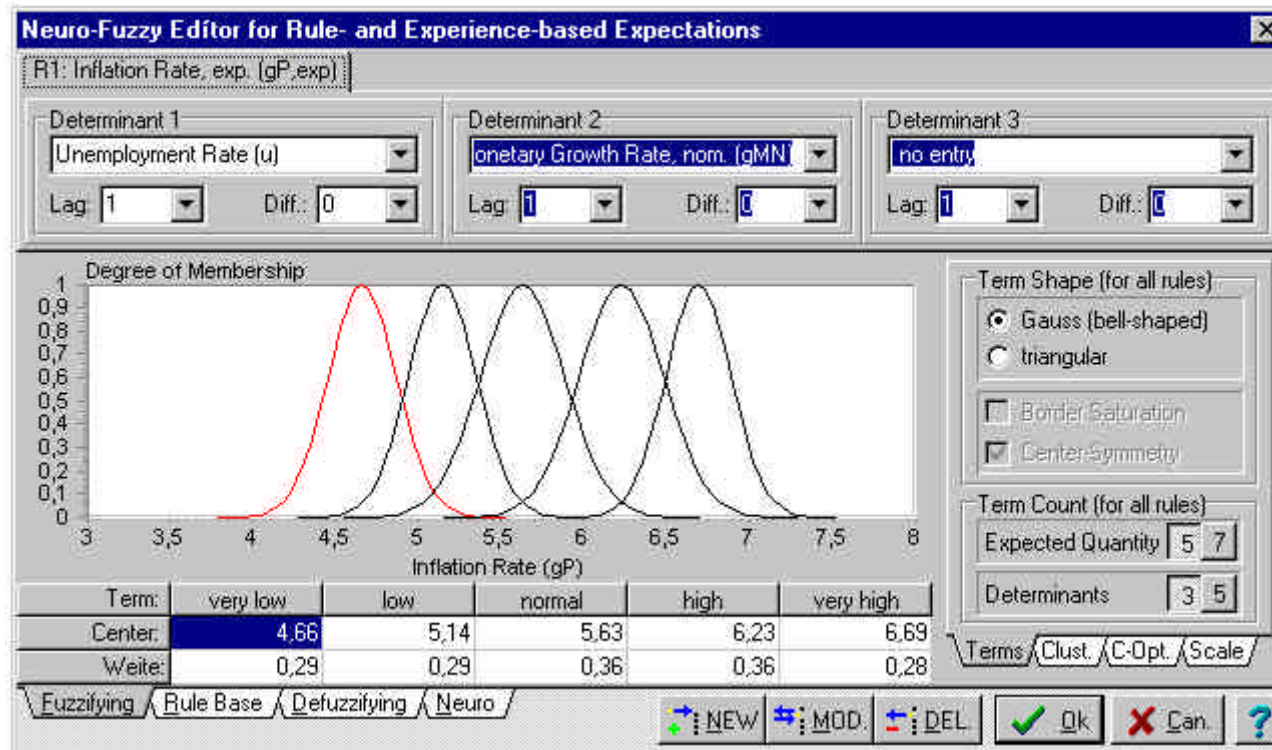 Neuro-Fuzzy Editor for Rule- and Experience-based Expectations
R1: Inflation Rate, exp. (gP,exp)
Determinant 1
Unemployment Rate (u)
Lag: 1 Diff.: 0
Determinant 2
onetary Growth Rate, nom. (gMN)
Lag: 1 Diff.: 0
Determinant 3
no entry
Lag: 1 Diff.: 0
Degree of Membership
1
0,9
0,8
0,7
0,6
0,5
0,4
0,3
0,2
0,1
0
3 3,5 4 4,5 5 5,5 6 6,5 7 7,5 8
Inflation Rate (gP)
Term: very low low normal high very high
Center: 4,66 5,14 5,63 6,23 6,69
Weite: 0,29 0,29 0,36 0,36 0,28
Term Shape (for all rules)
Gauss (bell-shaped)
triangular
Border Saturation
Center-Symmetry
Term Count (for all rules)
Expected Quantity 5 7
Determinants 3 5
Terms Clust. C-Opt. Scale
Fuzzifying Rule Base Defuzzifying Neuro
NEW MOD. DEL. Ok Can. ?